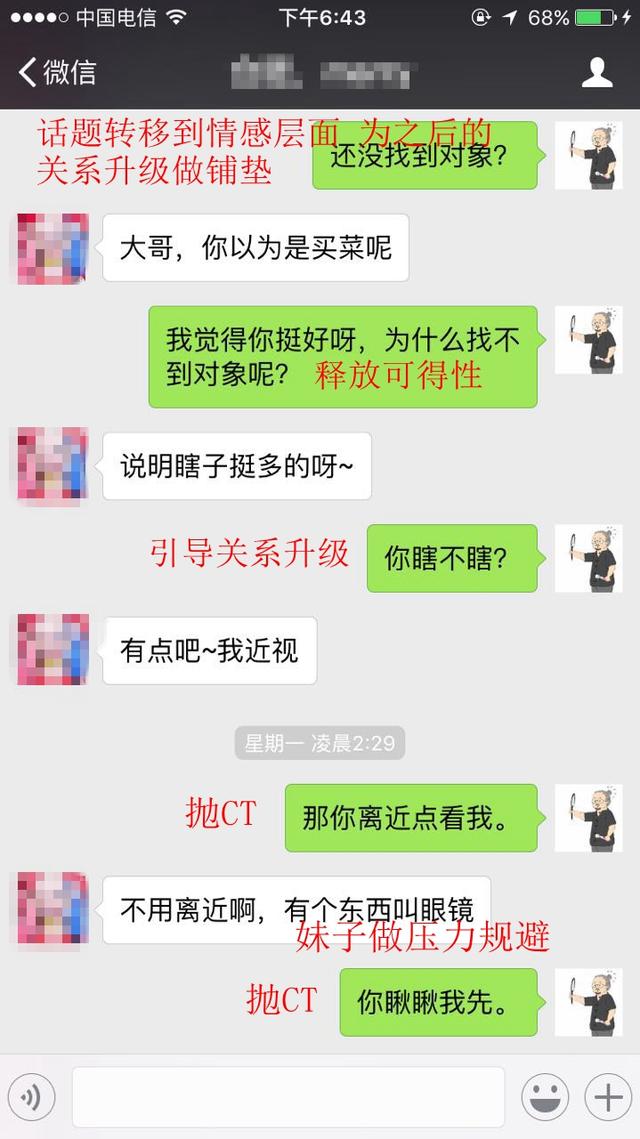 中国电信
下午6:43
68%
微信
话题转移到情感层面 为之后的
关系升级做铺垫
还没找到对象?
大哥，你以为是买菜呢
我觉得你挺好呀，为什么找不
到对象呢?
释放可得性
说明瞎子挺多的呀~
引导关系升级
你瞎不瞎?
有点吧~我近视
星期一 凌晨2:29
抛CT
那你离近点看我。
不用离近啊，有个东西叫眼镜
妹子做压力规避
抛CT
你瞅瞅我先。